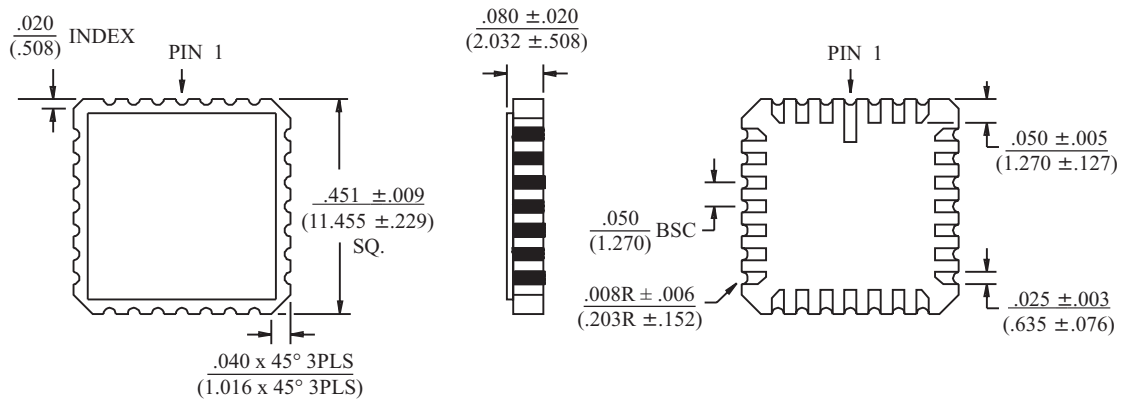 .020
(.508)
INDEX
PIN 1
.451 ±.009
(11.455 ±.229)
SQ.
.040 x 45° 3PLS
(1.016 x 45° 3PLS)
.080 ±.020
(2.032 ±.508)
PIN 1
.050 ±.005
(1.270 ±.127)
.050
(1.270)
BSC
.008R ± .006
(.203R ±.152)
.025 ±.003
(.635 ±.076)